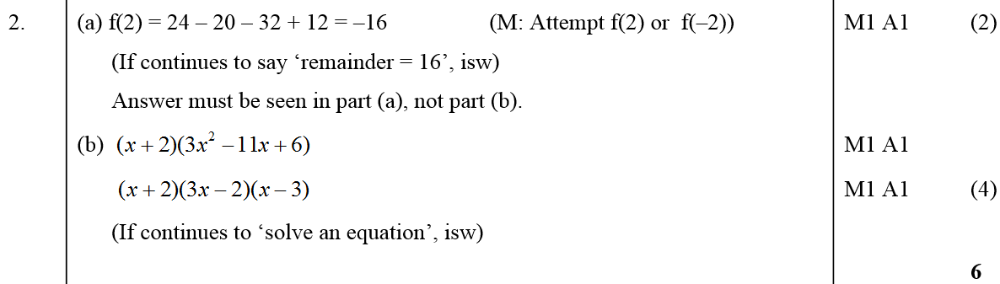 2. (a) f(2) = 24 – 20 – 32 + 12 = –16 (M: Attempt f(2) or f(–2)) M1 A1 (2)
(If continues to say ‘remainder = 16’, isw)
Answer must be seen in part (a), not part (b).
(b) (x + 2)(3x² – 11x + 6) M1 A1
(x + 2)(3x – 2)(x – 3) M1 A1 (4)
(If continues to ‘solve an equation’, isw)
6